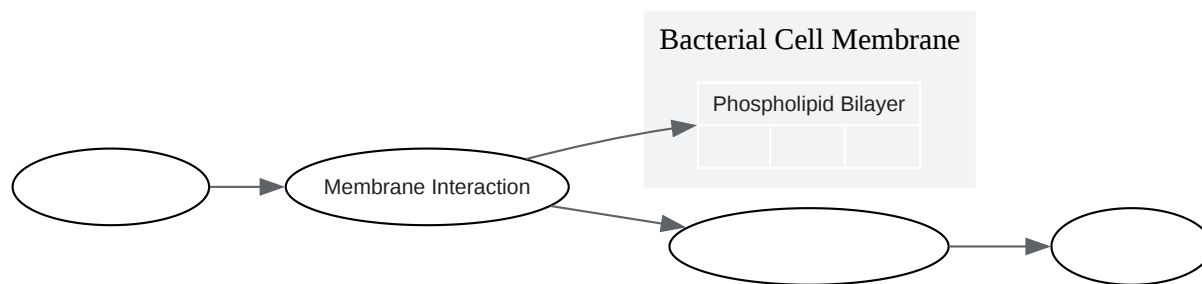 Bacterial Cell Membrane
Phospholipid Bilayer
Membrane Interaction